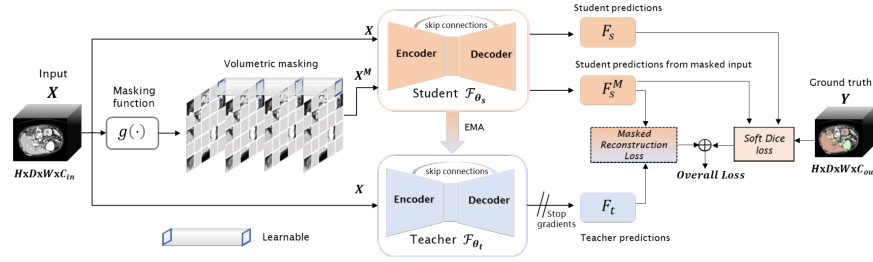 Student predictions
X
skip connections
F_s
Encoder
Decoder
Input
X
Volumetric masking
X^M
Student predictions from masked input
Masking
function
g(·)
Student F_θs
F_s^M
Ground truth
Y
EMA
Masked
Reconstruction
Loss
Soft Dice
loss
HxDxWxC_in
Overall Loss
HxDxWxC_ou
skip connections
X
Encoder
Decoder
F_t
Stop
gradients
Learnable
Teacher F_θt
Teacher predictions